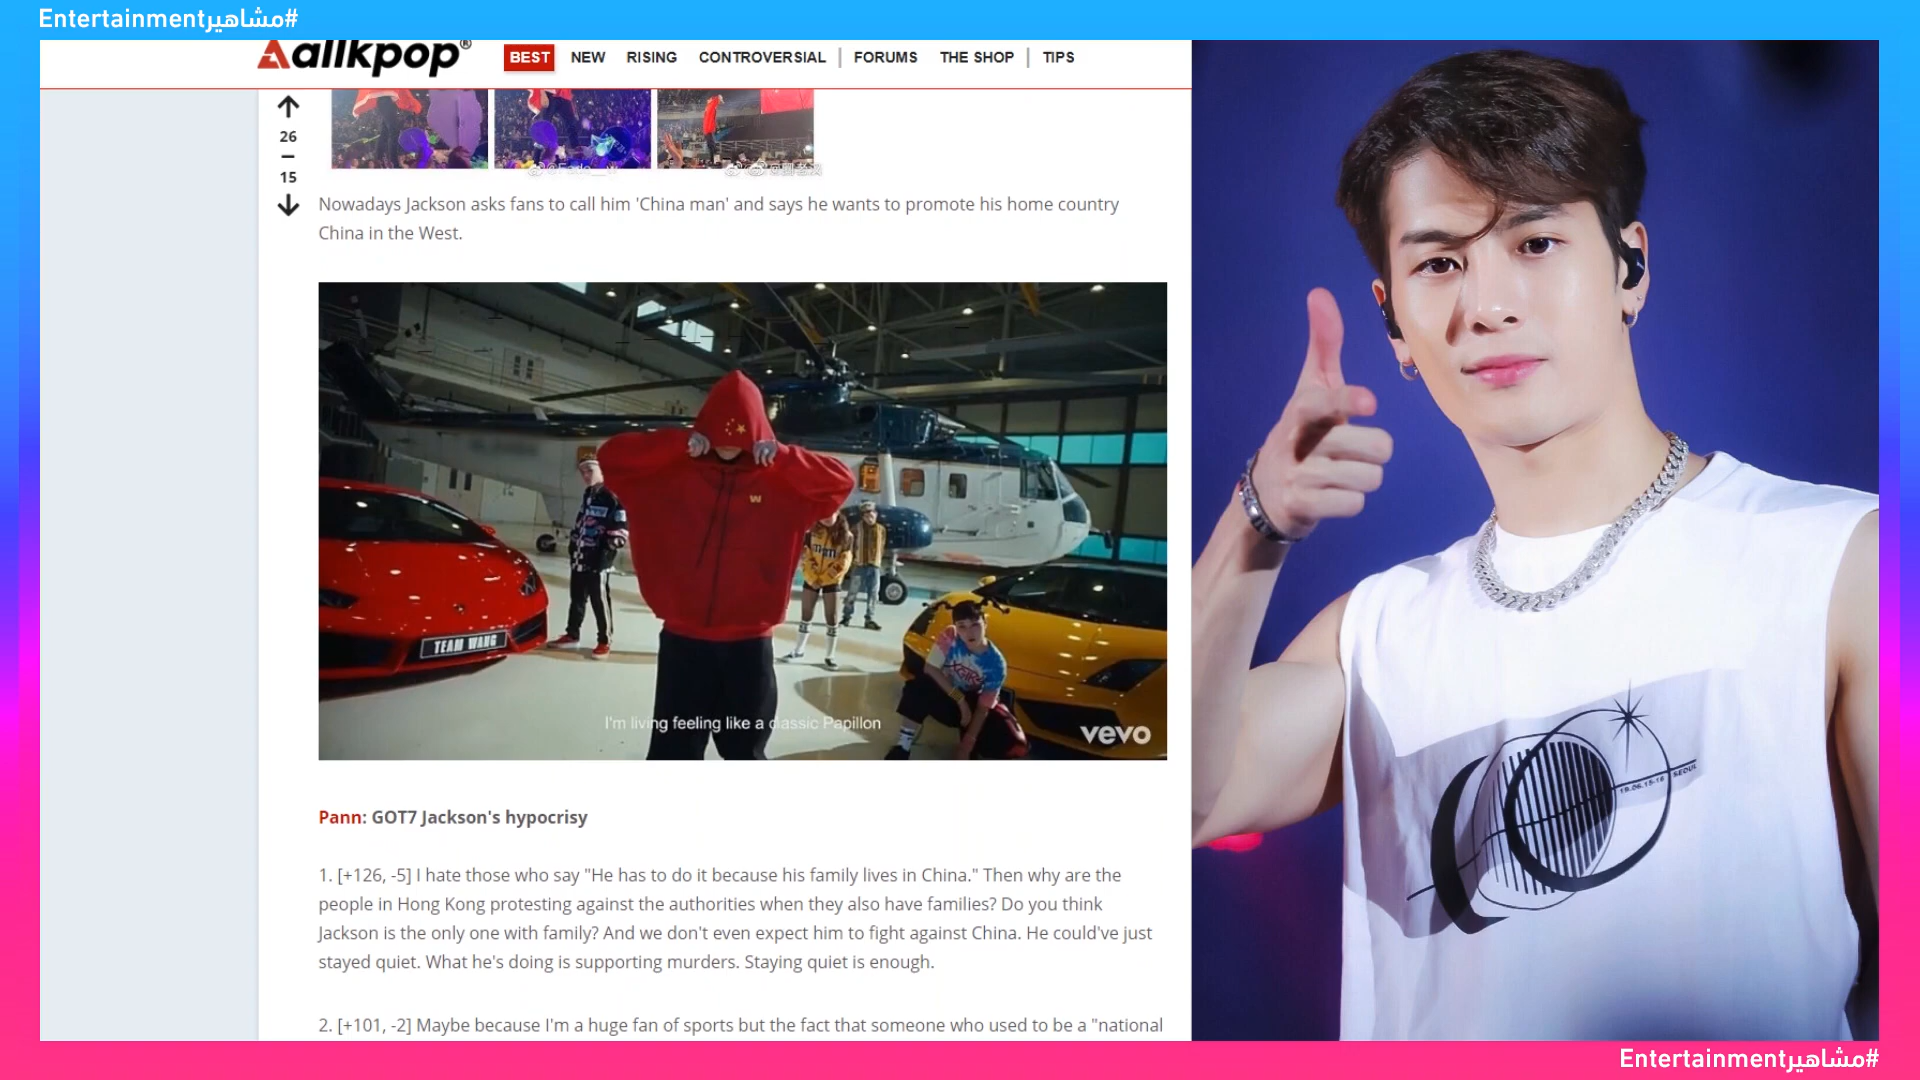 Entertainmentمشاهير#
allkpop®
BEST NEW RISING CONTROVERSIAL | FORUMS THE SHOP | TIPS
26
15
Nowadays Jackson asks fans to call him 'China man' and says he wants to promote his home country
China in the West.
W
TEAM WANG
I'm living feeling like a classic Papillon
vevo
Pann: GOT7 Jackson's hypocrisy
1. [+126, -5] I hate those who say "He has to do it because his family lives in China." Then why are the
people in Hong Kong protesting against the authorities when they also have families? Do you think
Jackson is the only one with family? And we don't even expect him to fight against China. He could've just
stayed quiet. What he's doing is supporting murders. Staying quiet is enough.
2. [+101, -2] Maybe because I'm a huge fan of sports but the fact that someone who used to be a "national
SEOUL
Entertainmentمشاهير#